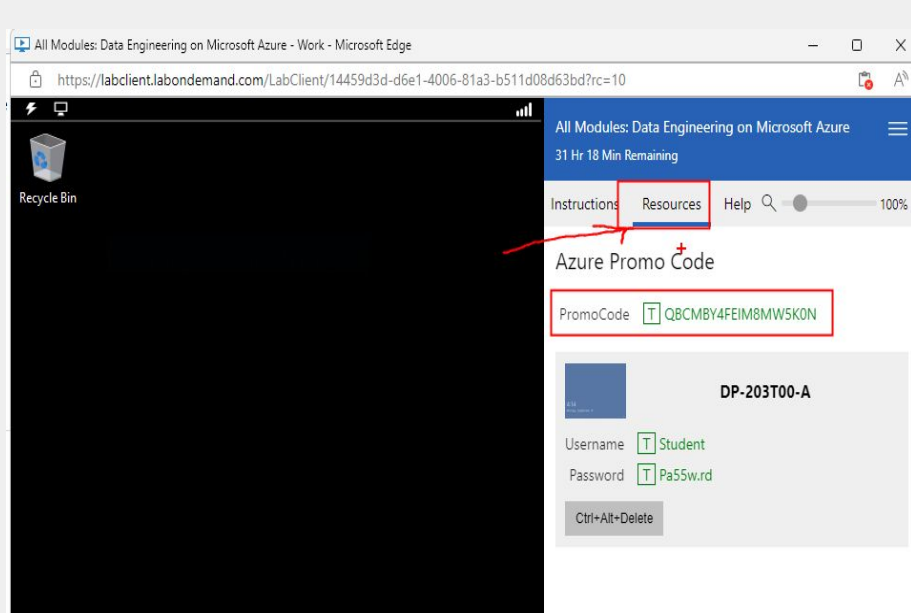 All Modules: Data Engineering on Microsoft Azure - Work - Microsoft Edge
https://labclient.labondemand.com/LabClient/14459d3d-d6e1-4006-81a3-b511d08d63bd?rc=10
All Modules: Data Engineering on Microsoft Azure
31 Hr 18 Min Remaining
Recycle Bin
Instructions Resources Help 100%
Azure Promo Code
PromoCode T QBCMBY4FEIM8MW5K0N
DP-203T00-A
Username T Student
Password T Pa55w.rd
Ctrl+Alt+Delete